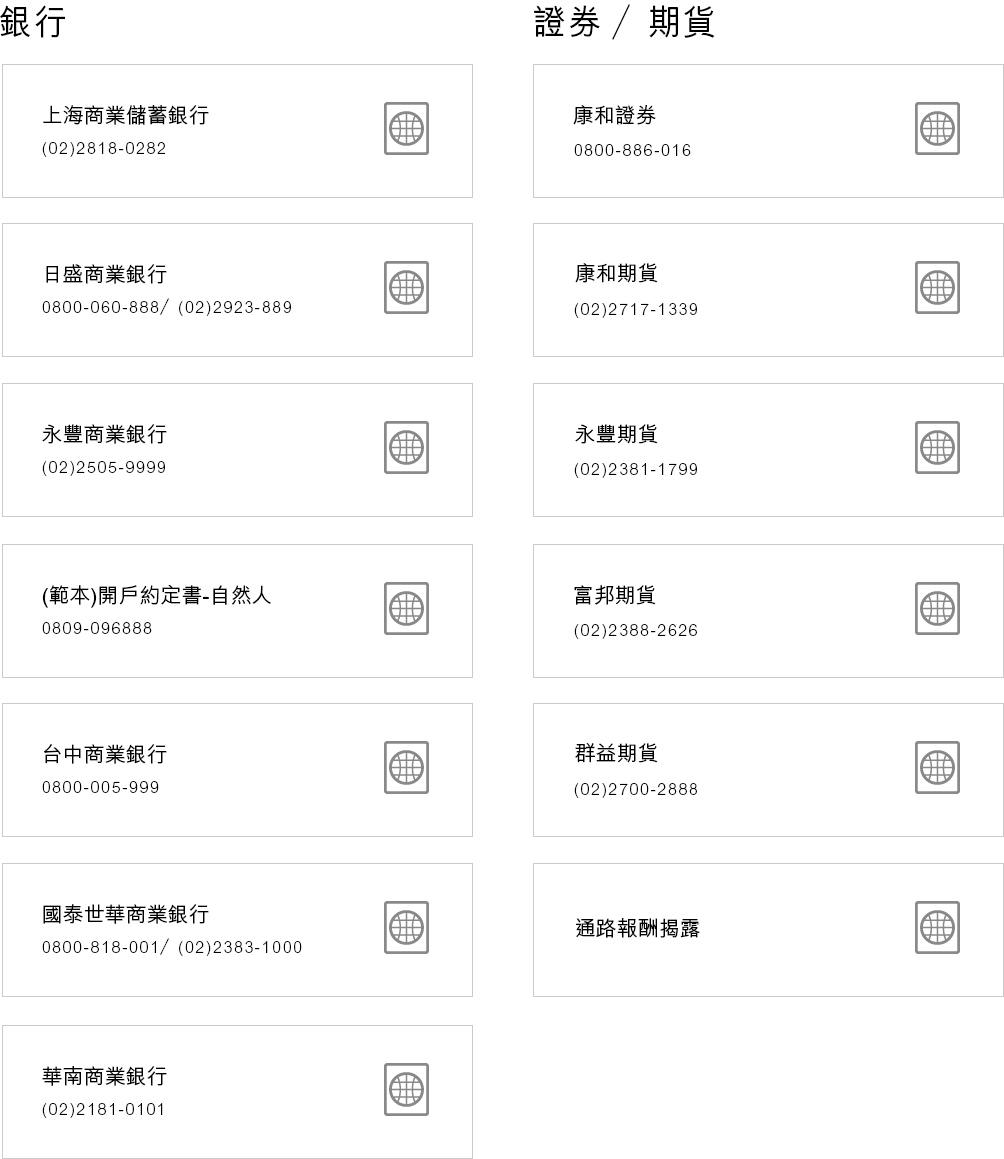 銀行
上海商業儲蓄銀行
(02)2818-0282
日盛商業銀行
0800-060-888/ (02)2923-889
永豐商業銀行
(02)2505-9999
(範本)開戶約定書-自然人
0809-096888
台中商業銀行
0800-005-999
國泰世華商業銀行
0800-818-001/ (02)2383-1000
華南商業銀行
(02)2181-0101
證券 / 期貨
康和證券
0800-886-016
康和期貨
(02)2717-1339
永豐期貨
(02)2381-1799
富邦期貨
(02)2388-2626
群益期貨
(02)2700-2888
通路報酬揭露